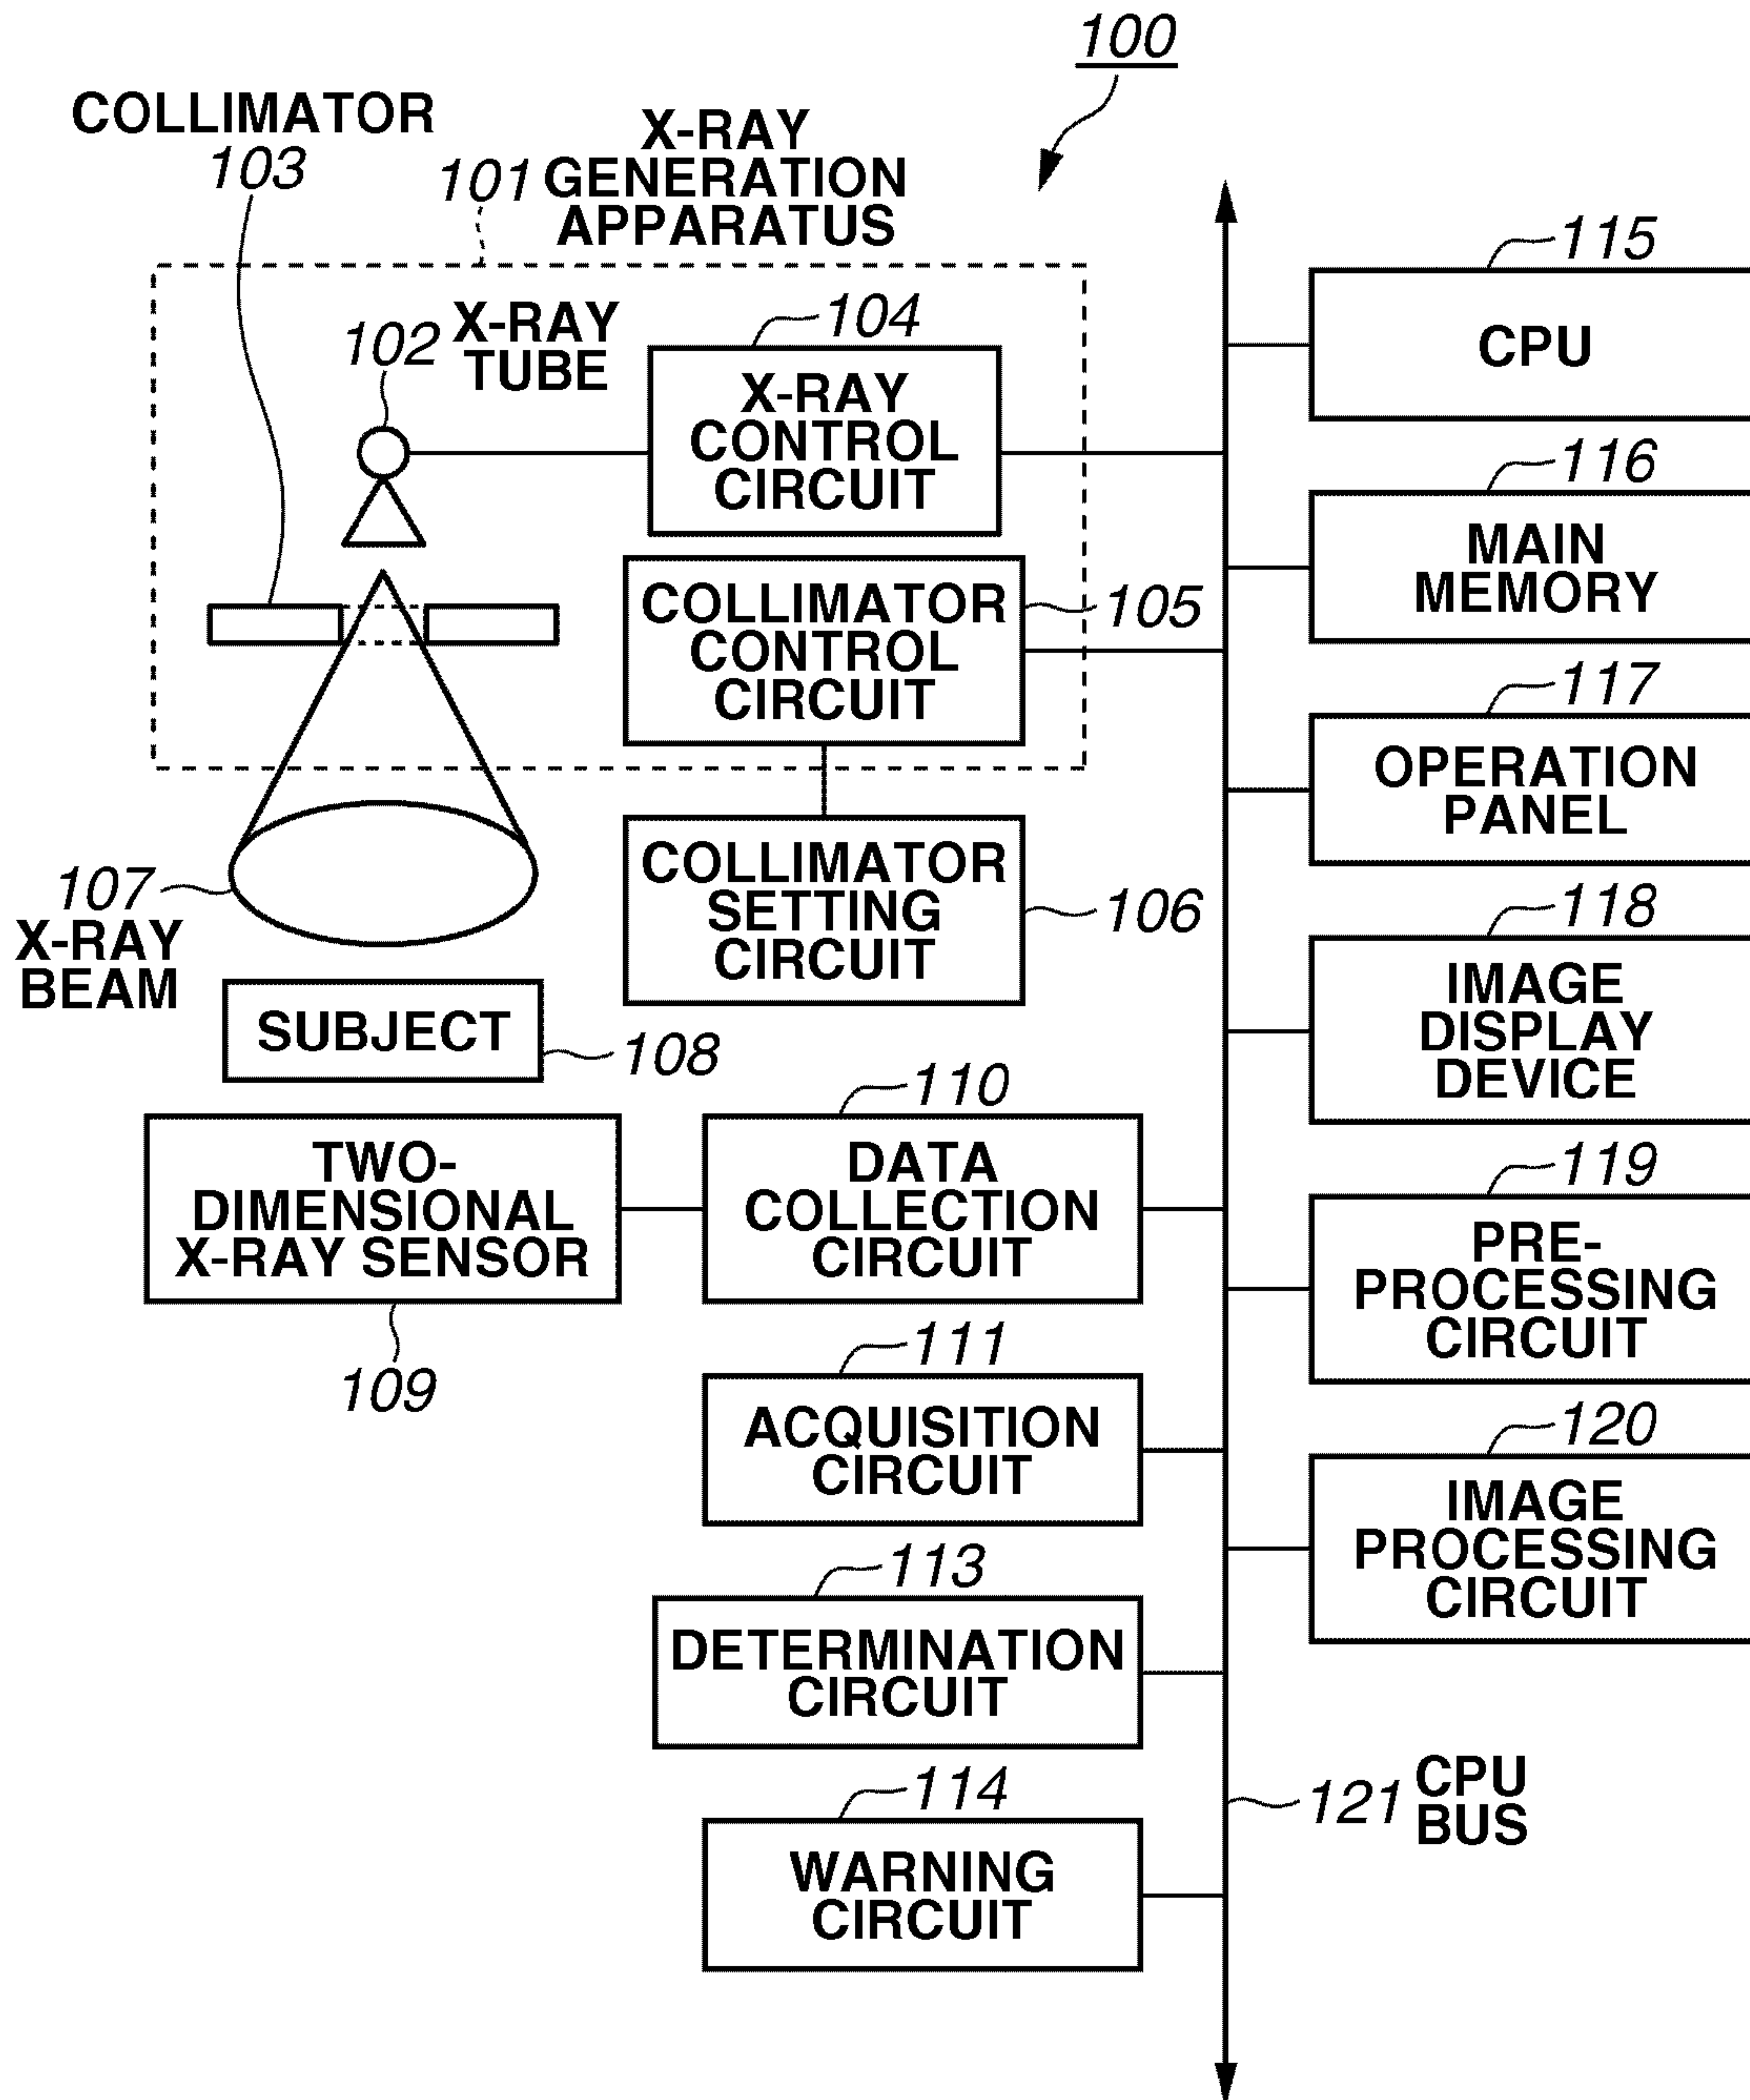 100
COLLIMATOR
103
101
X-RAY
GENERATION
APPARATUS
102
X-RAY
TUBE
104
X-RAY
CONTROL
CIRCUIT
COLLIMATOR
CONTROL
CIRCUIT
105
COLLIMATOR
SETTING
CIRCUIT
106
107
X-RAY
BEAM
SUBJECT
108
TWO-
DIMENSIONAL
X-RAY SENSOR
109
110
DATA
COLLECTION
CIRCUIT
111
ACQUISITION
CIRCUIT
113
DETERMINATION
CIRCUIT
114
WARNING
CIRCUIT
115
CPU
116
MAIN
MEMORY
117
OPERATION
PANEL
118
IMAGE
DISPLAY
DEVICE
119
PRE-
PROCESSING
CIRCUIT
120
IMAGE
PROCESSING
CIRCUIT
121
CPU
BUS